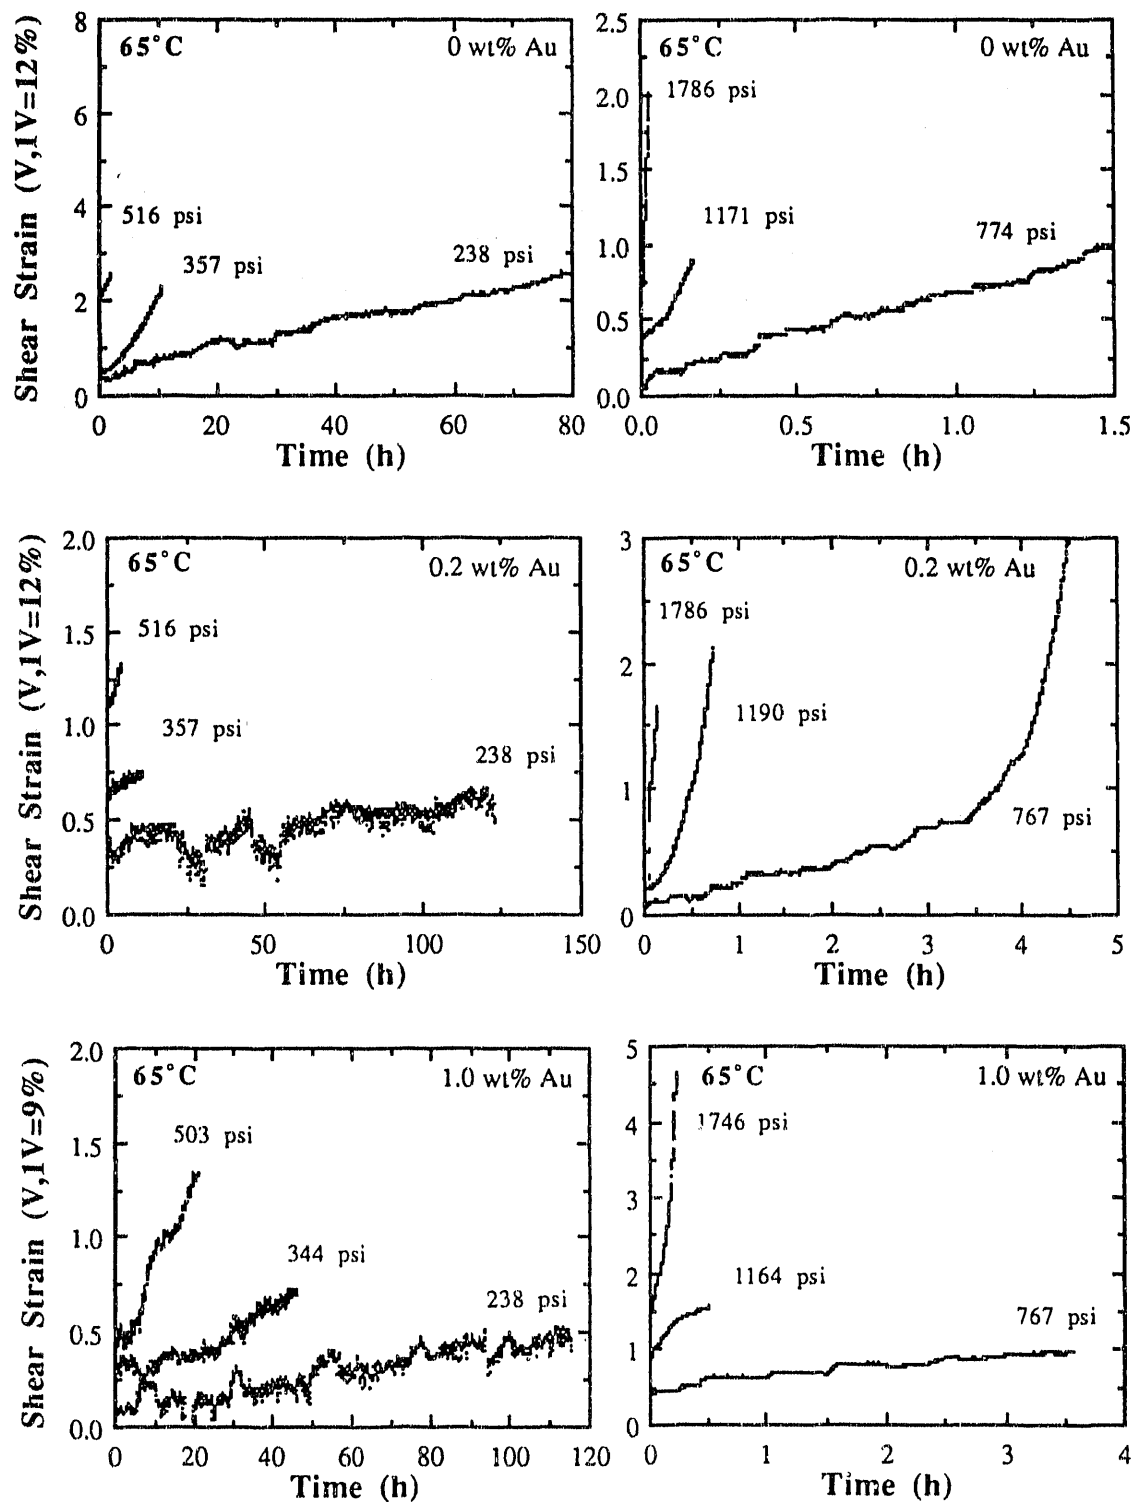 8
6
4
2
0
65°C
0 wt% Au
516 psi
357 psi
238 psi
0 20 40 60 80
Time (h)
Shear Strain (V,1V=12%)
2.5
2.0
1.5
1.0
0.5
0.0
65°C
0 wt% Au
1786 psi
1171 psi
774 psi
0.0 0.5 1.0 1.5
Time (h)
2.0
1.5
1.0
0.5
0.0
65°C
0.2 wt% Au
516 psi
357 psi
238 psi
0 50 100 150
Time (h)
Shear Strain (V,1V=12%)
3
2
1
0
65°C
0.2 wt% Au
1786 psi
1190 psi
767 psi
0 1 2 3 4 5
Time (h)
2.0
1.5
1.0
0.5
0.0
65°C
1.0 wt% Au
503 psi
344 psi
238 psi
0 20 40 60 80 100 120
Time (h)
Shear Strain (V,1V=9%)
5
4
3
2
1
0
65°C
1.0 wt% Au
1746 psi
1164 psi
767 psi
0 1 2 3 4
Time (h)